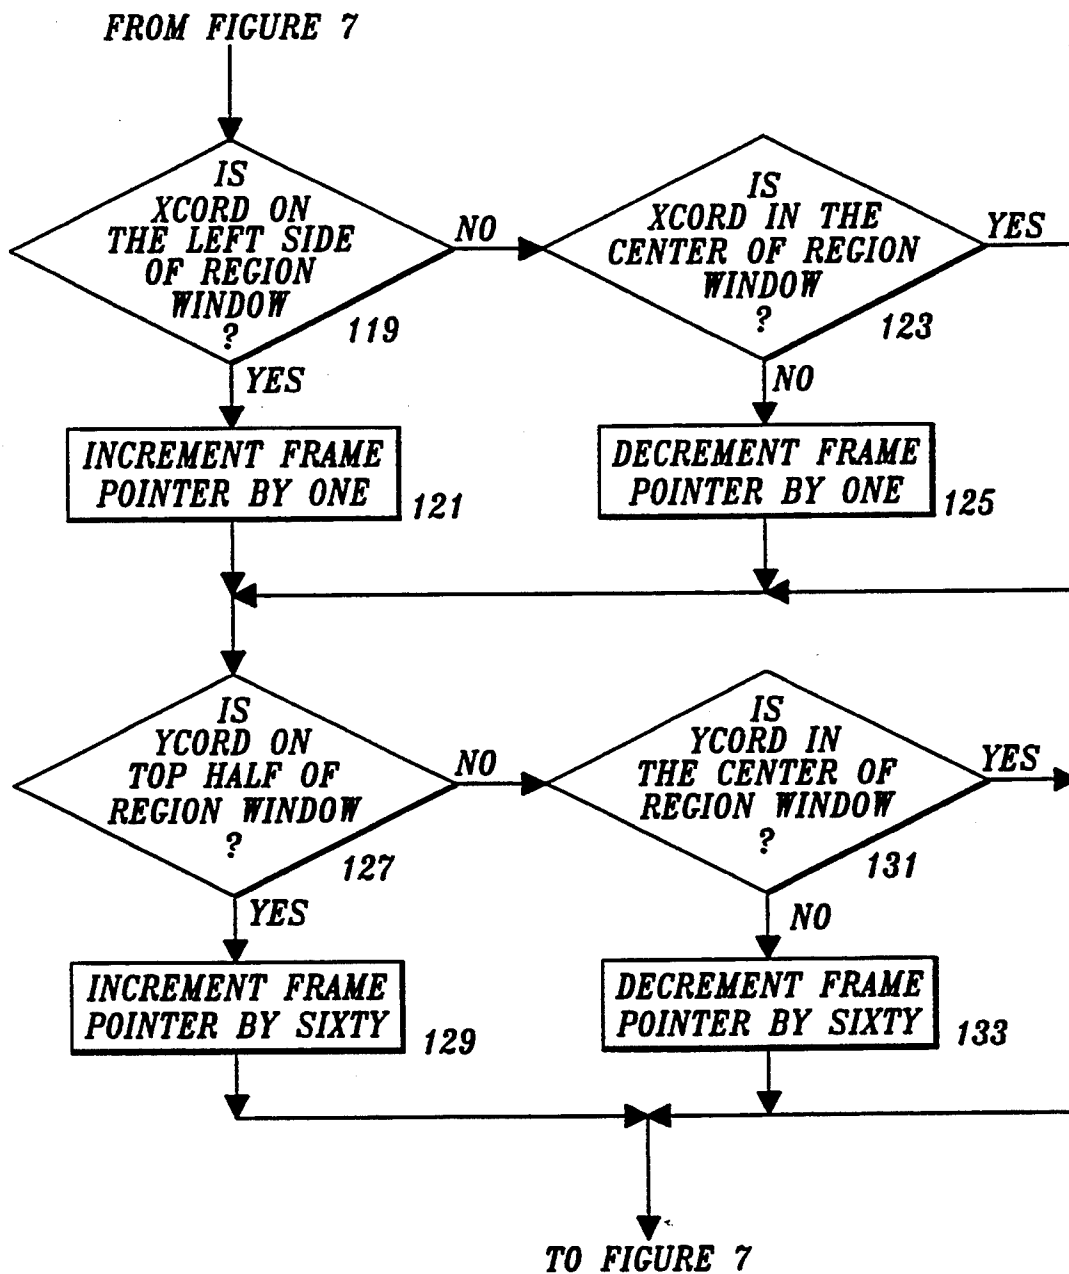 FROM FIGURE 7
IS
XCORD ON
THE LEFT SIDE
OF REGION
WINDOW
?
119
NO
IS
XCORD IN THE
CENTER OF REGION
WINDOW
?
123
YES
YES
NO
INCREMENT FRAME
POINTER BY ONE
121
DECREMENT FRAME
POINTER BY ONE
125
IS
YCORD ON
TOP HALF OF
REGION WINDOW
?
127
NO
IS
YCORD IN
THE CENTER OF
REGION WINDOW
?
131
YES
YES
NO
INCREMENT FRAME
POINTER BY SIXTY
129
DECREMENT FRAME
POINTER BY SIXTY
133
TO FIGURE 7